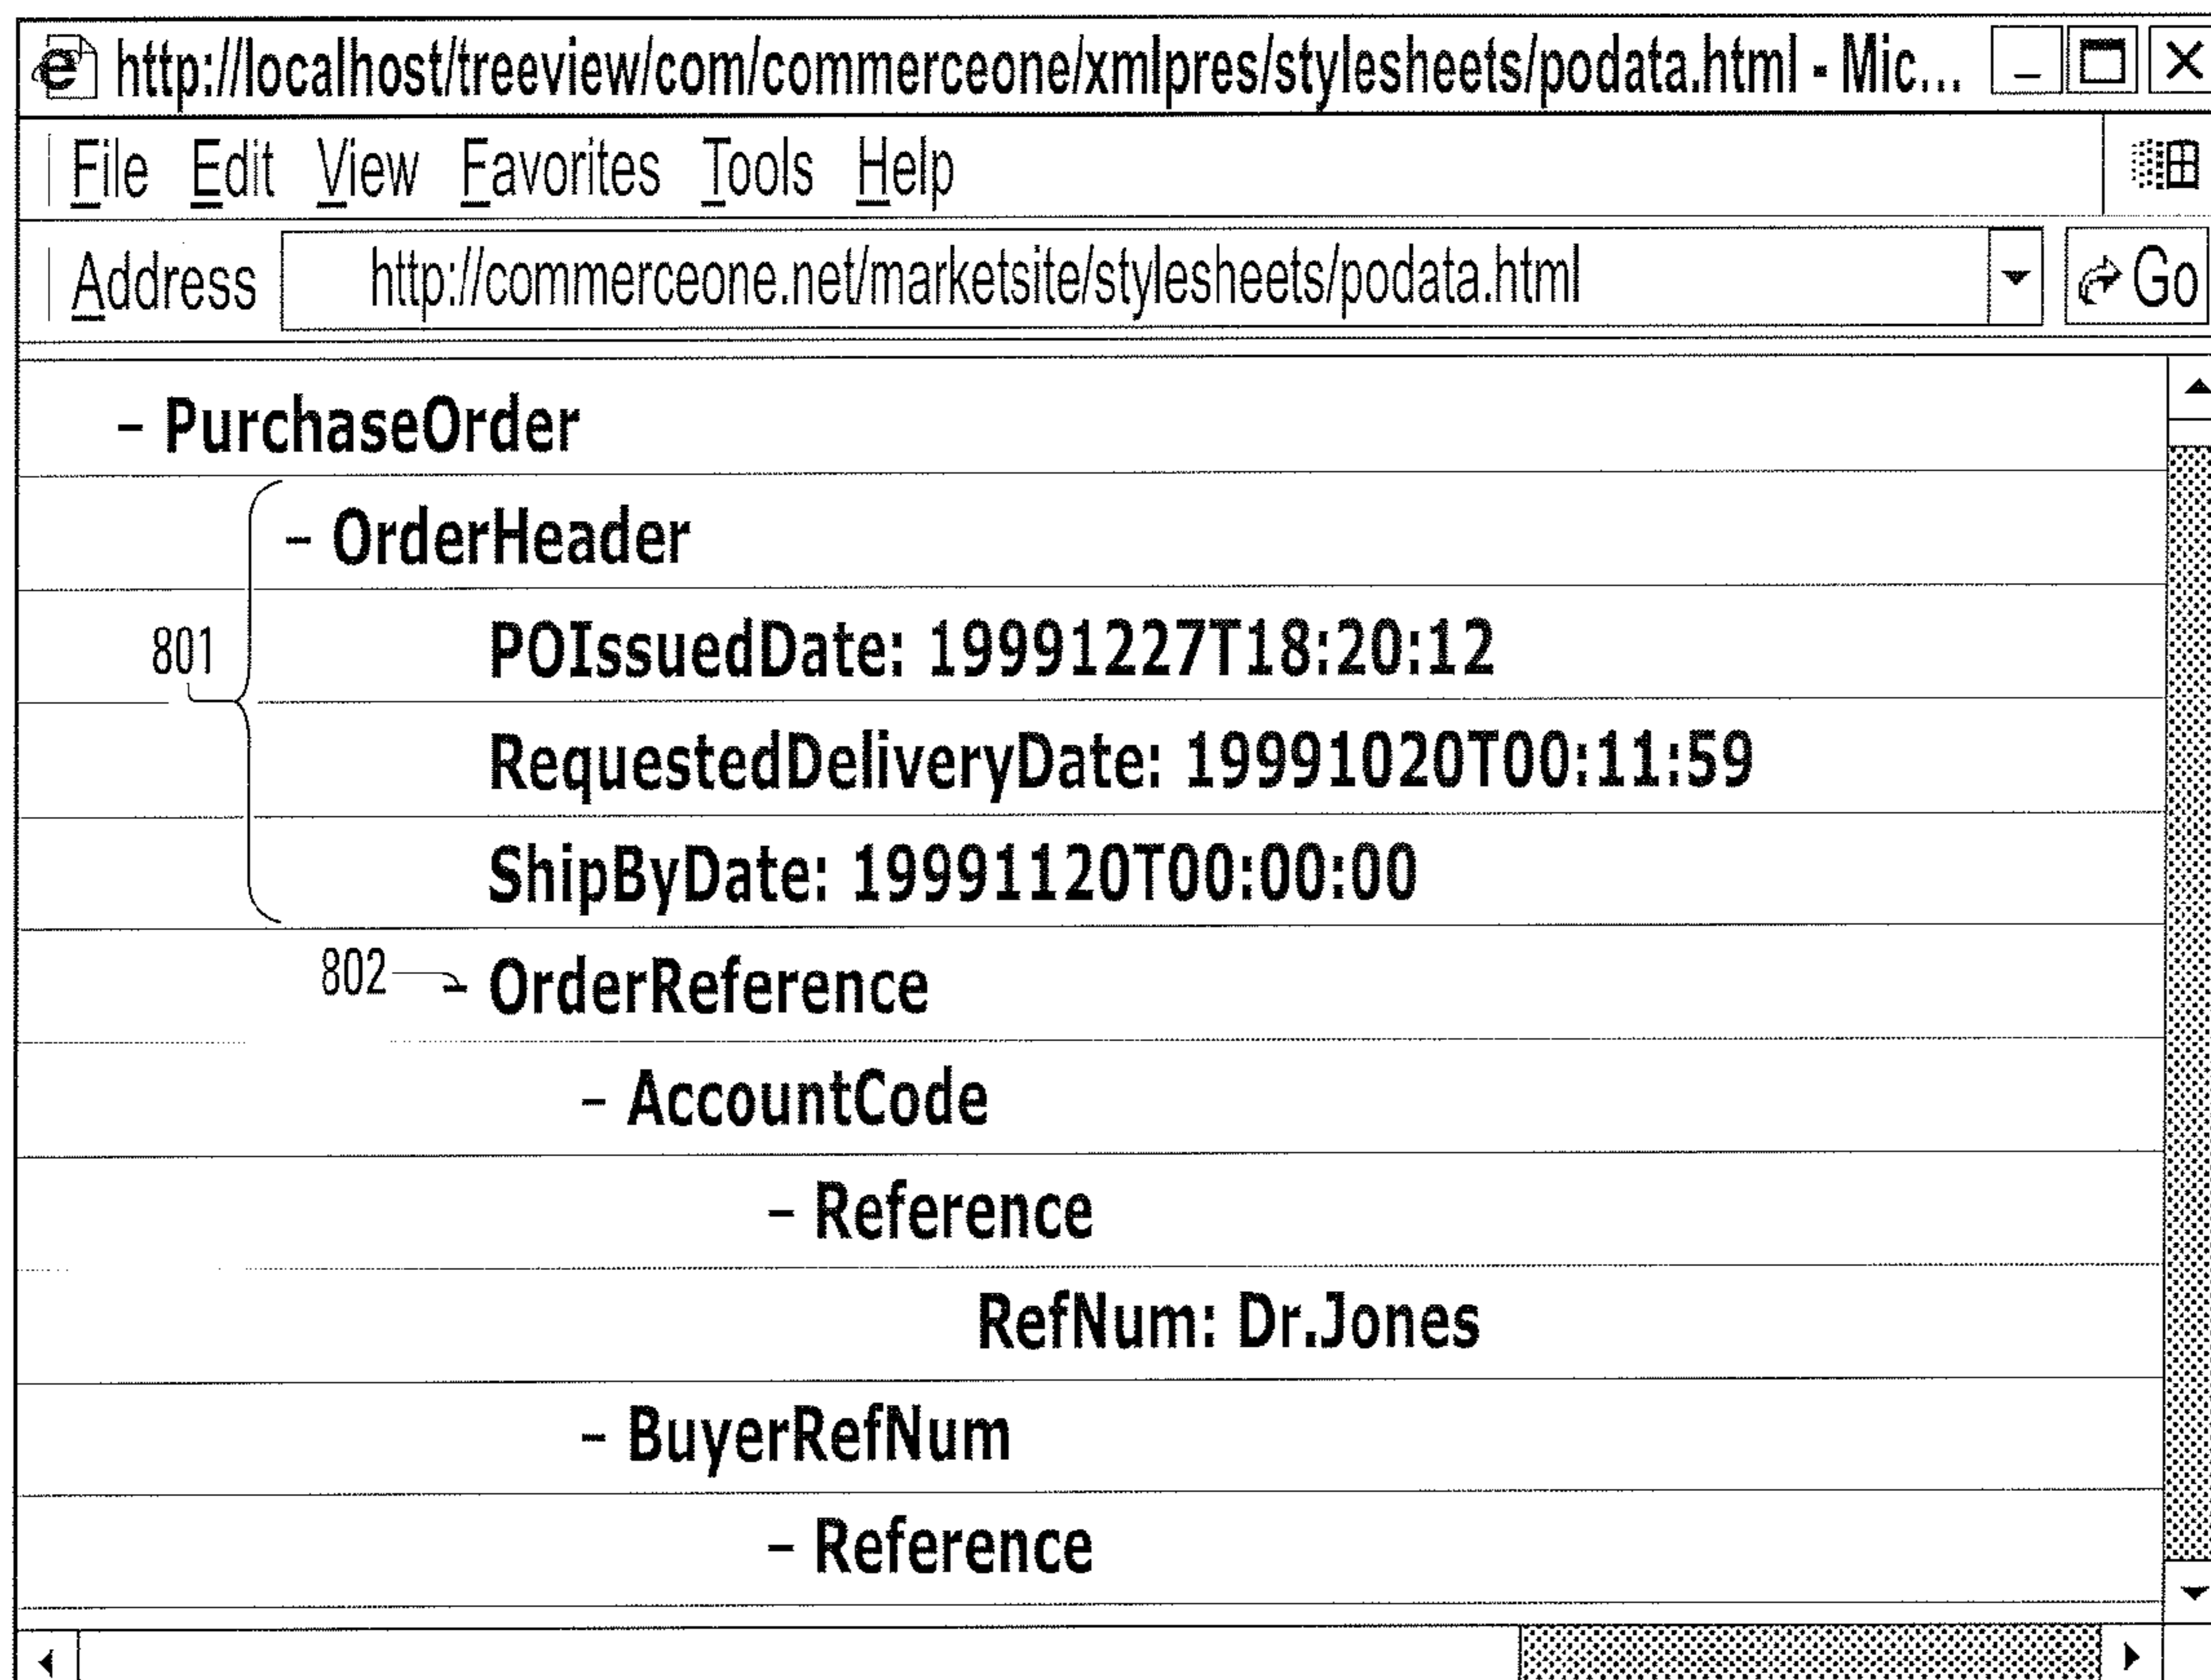 http://localhost/treeview/com/commerceone/xmlpres/stylesheets/podata.html - Mic...
File Edit View Favorites Tools Help
Address http://commerceone.net/marketsite/stylesheets/podata.html Go
– PurchaseOrder
– OrderHeader
801
POIssuedDate: 19991227T18:20:12
RequestedDeliveryDate: 19991020T00:11:59
ShipByDate: 19991120T00:00:00
802 – OrderReference
– AccountCode
– Reference
RefNum: Dr.Jones
– BuyerRefNum
– Reference